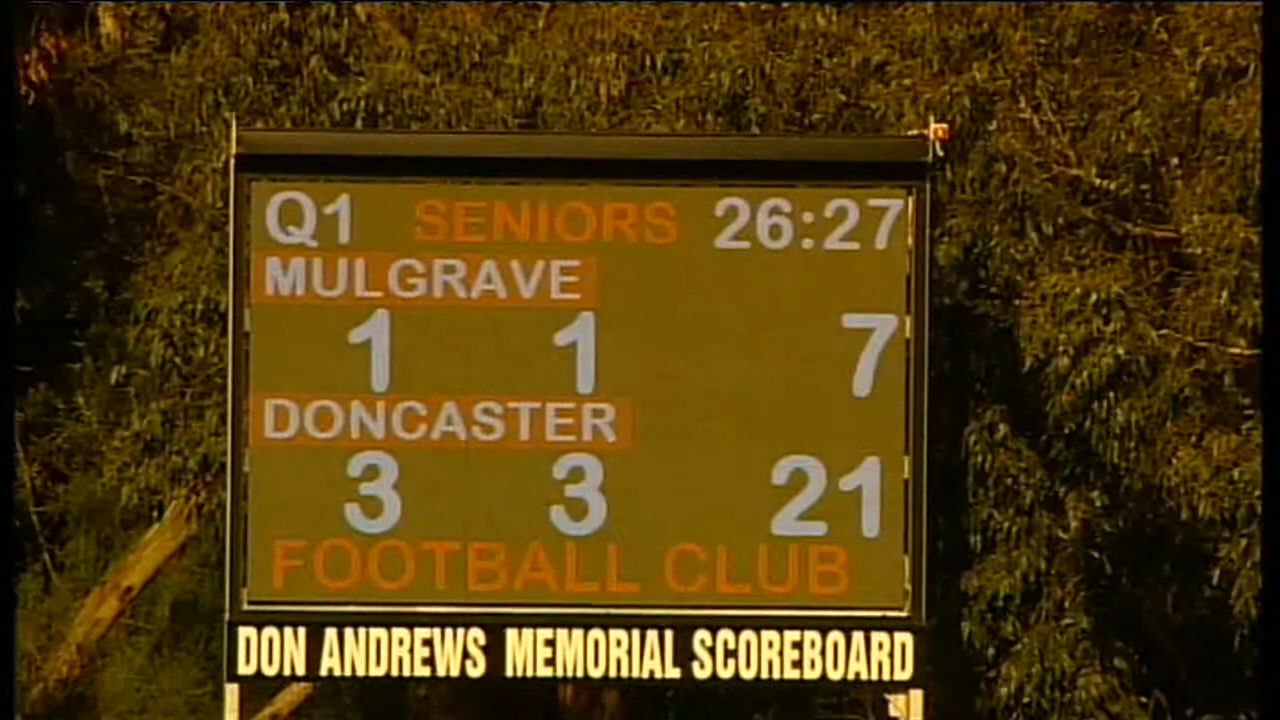 Q1 SENIORS 26:27
MULGRAVE
1 1 7
DONCASTER
3 3 21
FOOTBALL CLUB
DON ANDREWS MEMORIAL SCOREBOARD